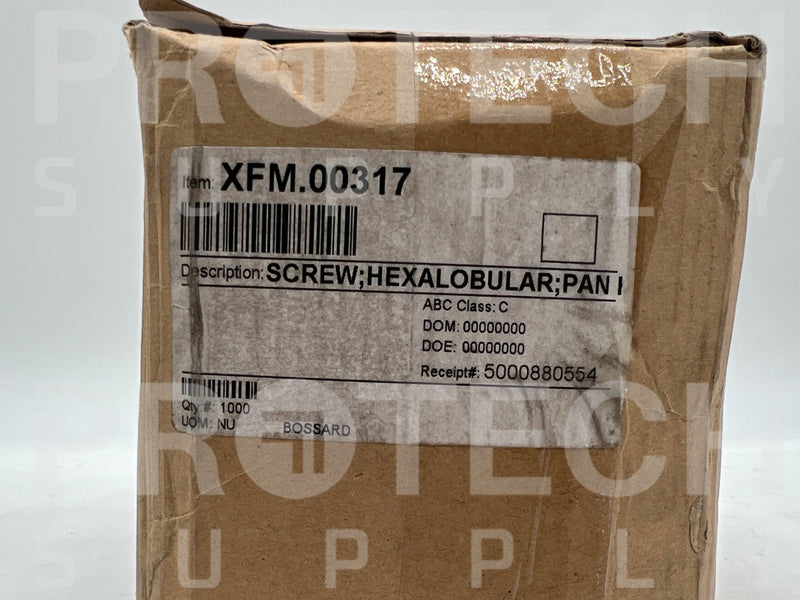 PROTECH
SUPPLY
Item: XFM.00317
Description: SCREW;HEXALOBULAR;PAN
ABC Class: C
DOM: 00000000
DOE: 00000000
Receipt#: 5000880554
Qty.#: 1000
UOM: NU BOSSARD
PROTECH
SUPPLY